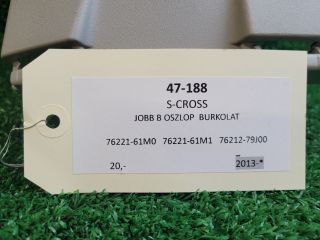 47-188
S-CROSS
JOBB B OSZLOP BURKOLAT
76221-61M0 76221-61M1 76212-79J00
20,- 2013-*